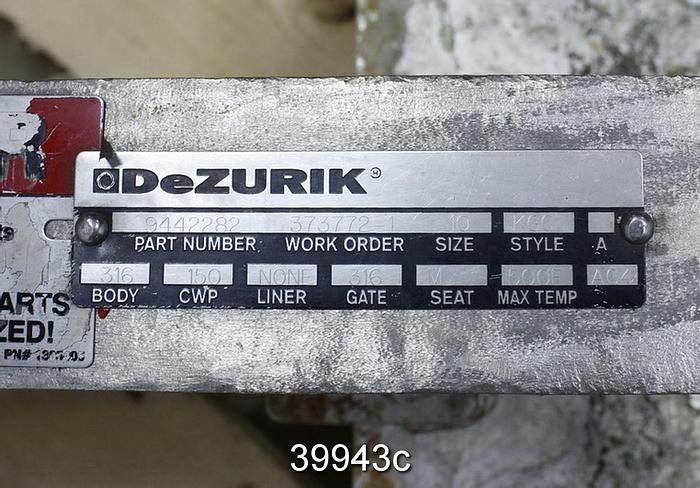 DeZURIK®
9442282 373772-1 10 KGC
PART NUMBER WORK ORDER SIZE STYLE A
316 150 NONE 316 M 500F
BODY CWP LINER GATE SEAT MAX TEMP
R
ARTS
ZED!
PN#
39943c